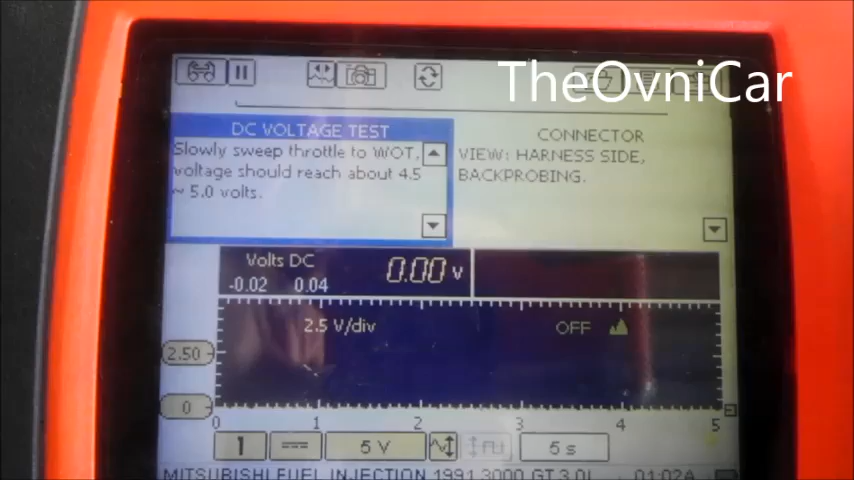 TheOvniCar
DC VOLTAGE TEST
Slowly sweep throttle to WOT,
voltage should reach about 4.5
~ 5.0 volts.
CONNECTOR
VIEW: HARNESS SIDE,
BACKPROBING.
Volts DC
-0.02 0.04
0.00 v
2.5 V/div
OFF
2.50
0
0 1 2 3 4 5
1
5 V
5 s
MITSUBISHI FUEL INJECTION 1991 3000 GT 3.0L 01:02A